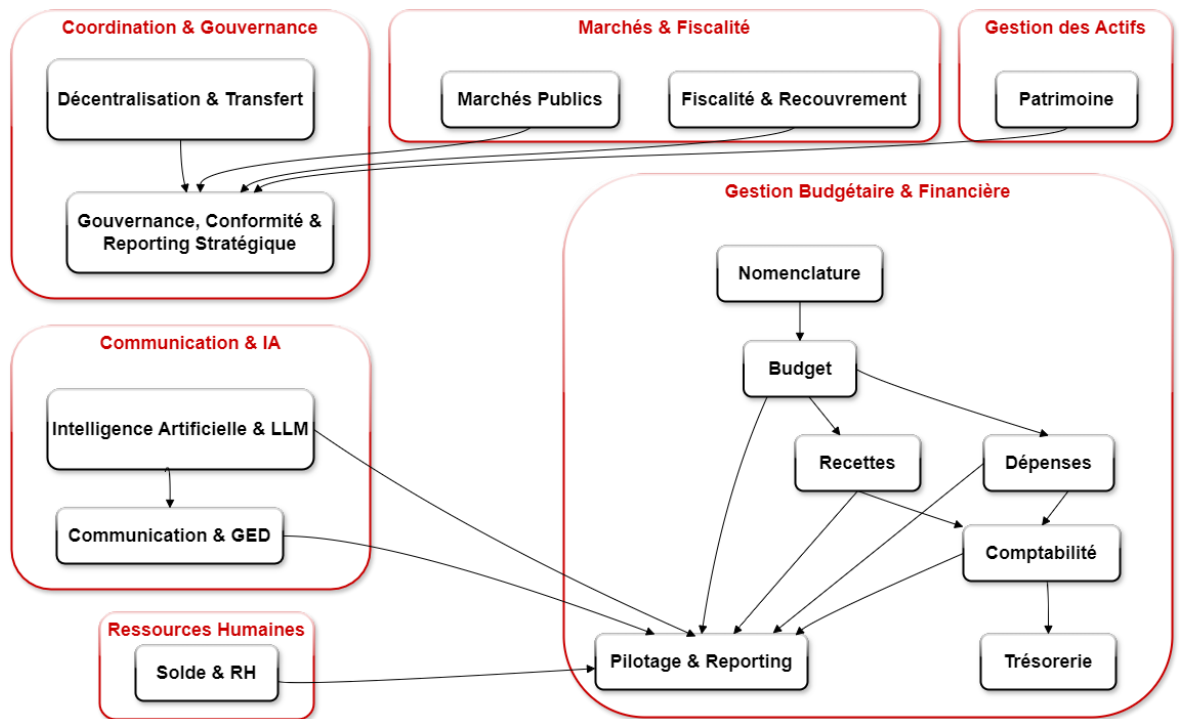 Coordination & Gouvernance
Décentralisation & Transfert
Gouvernance, Conformité &
Reporting Stratégique
Marchés & Fiscalité
Marchés Publics
Fiscalité & Recouvrement
Gestion des Actifs
Patrimoine
Gestion Budgétaire & Financière
Nomenclature
Budget
Recettes
Dépenses
Comptabilité
Pilotage & Reporting
Trésorerie
Communication & IA
Intelligence Artificielle & LLM
Communication & GED
Ressources Humaines
Solde & RH